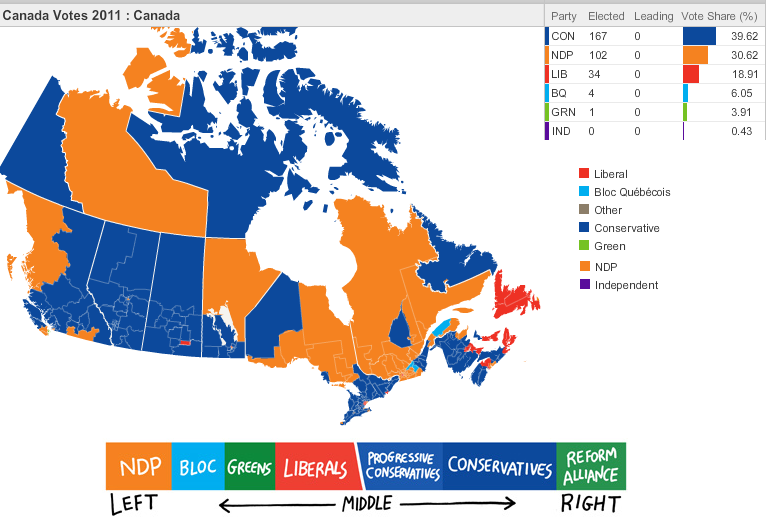 Canada Votes 2011 : Canada
Party Elected Leading Vote Share (%)
CON 167 0 39.62
NDP 102 0 30.62
LIB 34 0 18.91
BQ 4 0 6.05
GRN 1 0 3.91
IND 0 0 0.43
Liberal
Bloc Québécois
Other
Conservative
Green
NDP
Independent
NDP BLOC GREENS LIBERALS PROGRESSIVE CONSERVATIVES CONSERVATIVES REFORM ALLIANCE
LEFT MIDDLE RIGHT